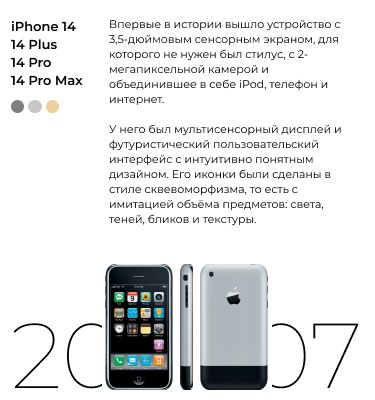 iPhone 14
14 Plus
14 Pro
14 Pro Max
Впервые в истории вышло устройство с
3,5-дюймовым сенсорным экраном, для
которого не нужен был стилус, с 2-
мегапиксельной камерой и
объединившее в себе iPod, телефон и
интернет.
У него был мультисенсорный дисплей и
футуристический пользовательский
интерфейс с интуитивно понятным
дизайном. Его иконки были сделаны в
стиле сквевоморфизма, то есть с
имитацией объёма предметов: света,
теней, бликов и текстуры.
2007